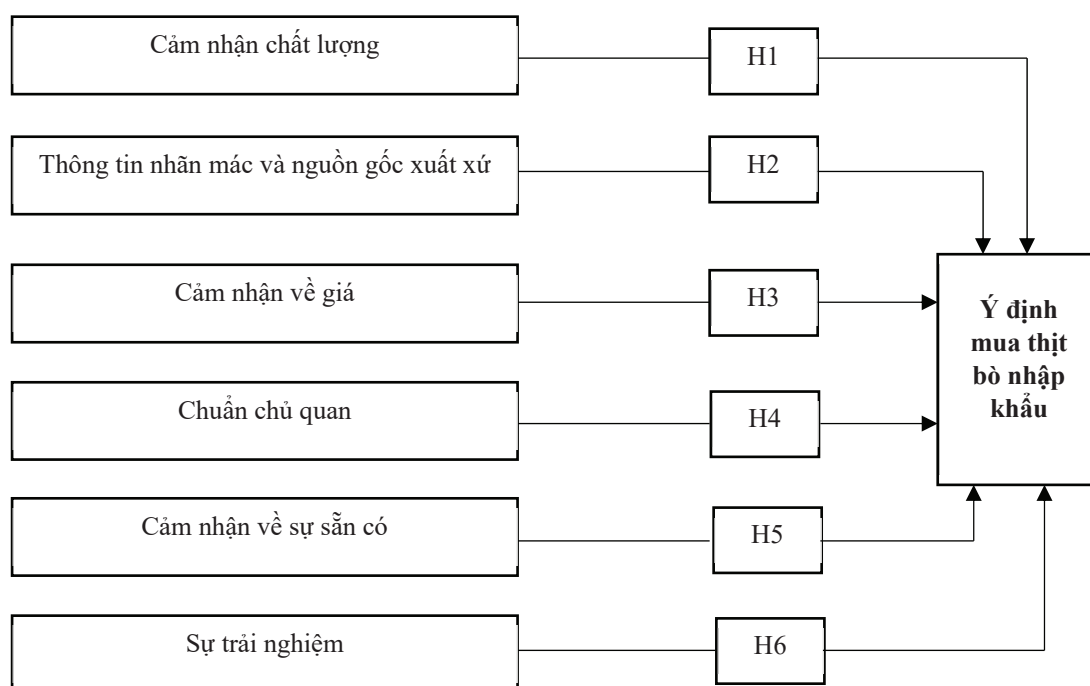 Cảm nhận chất lượng
H1
Thông tin nhãn mác và nguồn gốc xuất xứ
H2
Cảm nhận về giá
H3
Chuẩn chủ quan
H4
Cảm nhận về sự sẵn có
H5
Sự trải nghiệm
H6
Ý định
mua thịt
bò nhập
khẩu